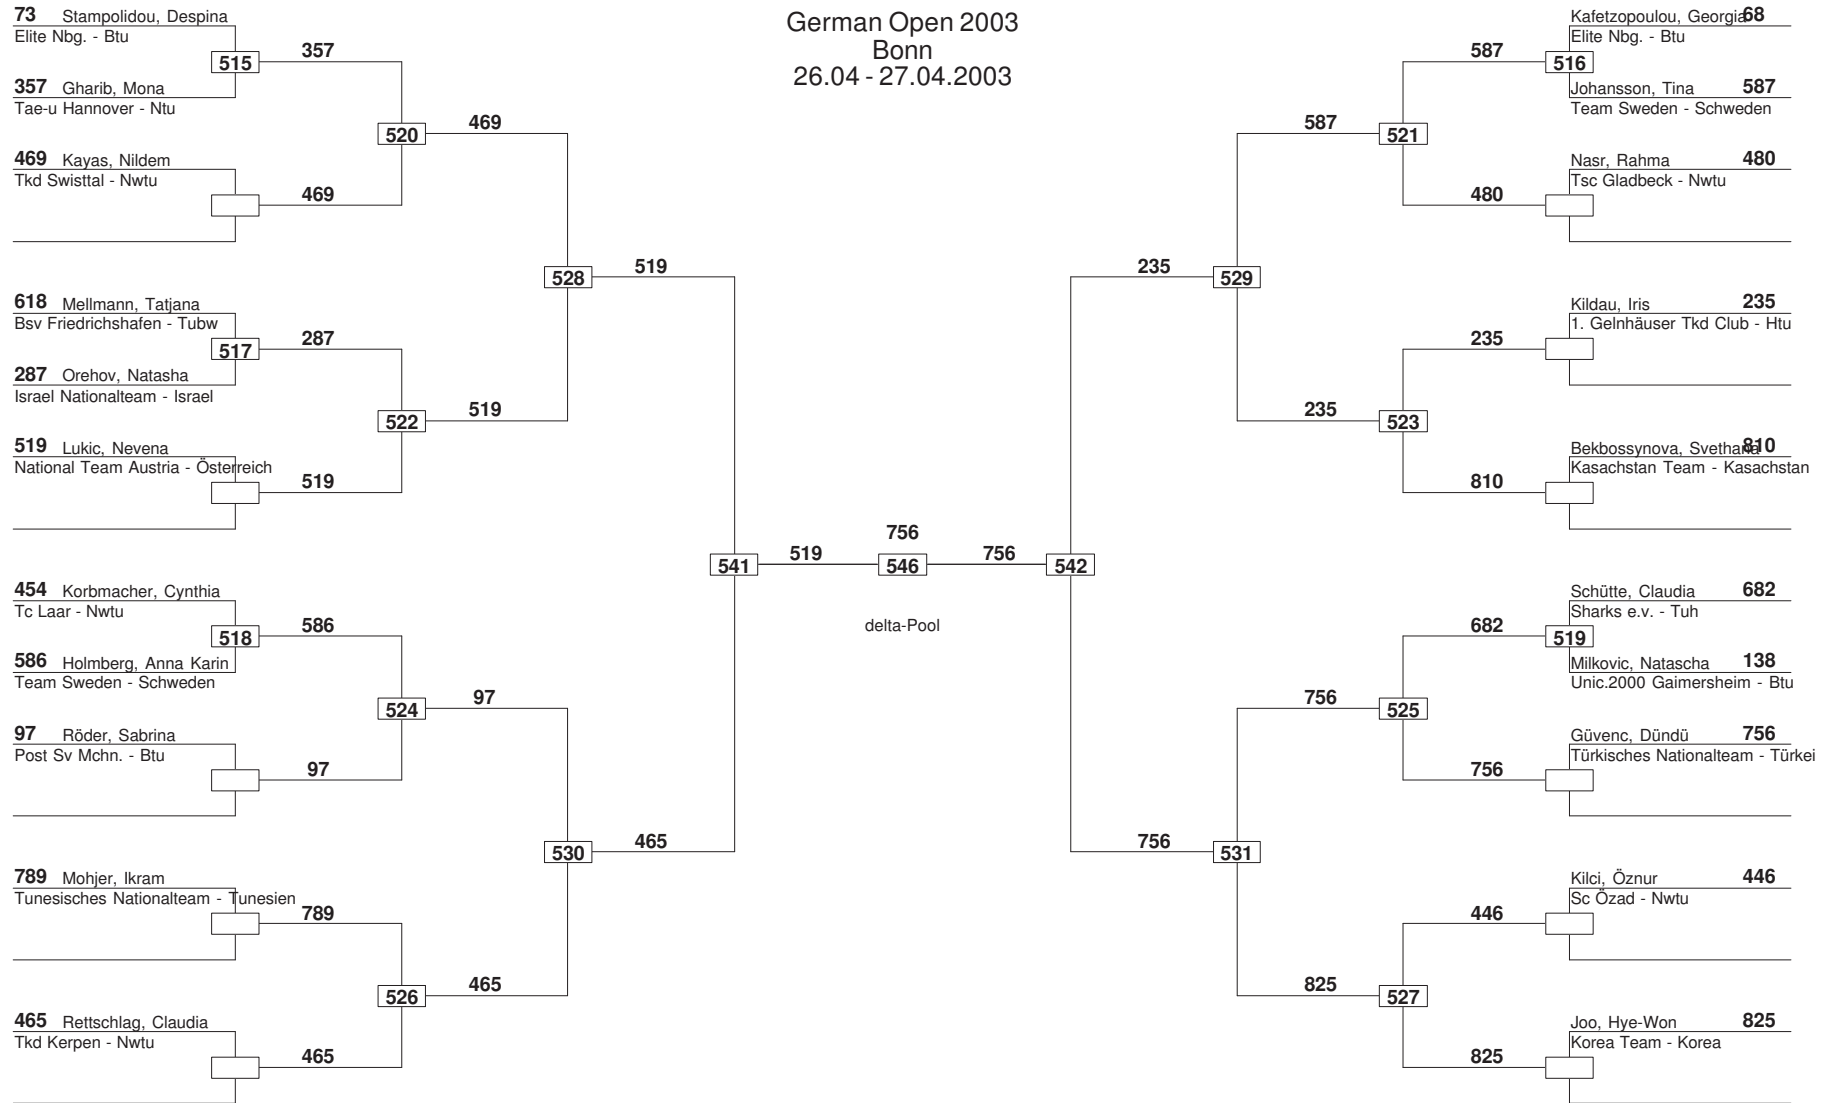 German Open 2003
Bonn
26.04 - 27.04.2003
73 Stampolidou, Despina
Elite Nbg. - Btu
515
357
357 Gharib, Mona
Tae-u Hannover - Ntu
520
469
469 Kayas, Nildem
Tkd Swisttal - Nwtu
469
528
519
618 Mellmann, Tatjana
Bsv Friedrichshafen - Tubw
517
287
287 Orehov, Natasha
Israel Nationalteam - Israel
522
519
519 Lukic, Nevena
National Team Austria - Österreich
519
541
519
756
546
756
542
delta-Pool
454 Korbmacher, Cynthia
Tc Laar - Nwtu
518
586
586 Holmberg, Anna Karin
Team Sweden - Schweden
524
97
97 Röder, Sabrina
Post Sv Mchn. - Btu
97
530
465
789 Mohjer, Ikram
Tunesisches Nationalteam - Tunesien
789
526
465
465 Rettschlag, Claudia
Tkd Kerpen - Nwtu
465
Kafetzopoulou, Georgia 68
Elite Nbg. - Btu
587
516
Johansson, Tina 587
Team Sweden - Schweden
587
521
Nasr, Rahma 480
Tsc Gladbeck - Nwtu
480
235
529
Kildau, Iris 235
1. Gelnhäuser Tkd Club - Htu
235
235
523
Bekbossynova, Svethana 810
Kasachstan Team - Kasachstan
810
Schütte, Claudia 682
Sharks e.v. - Tuh
682
519
Milkovic, Natascha 138
Unic.2000 Gaimersheim - Btu
756
525
Güvenc, Dündü 756
Türkisches Nationalteam - Türkei
756
756
531
Kilci, Öznur 446
Sc Özad - Nwtu
446
825
527
Joo, Hye-Won 825
Korea Team - Korea
825